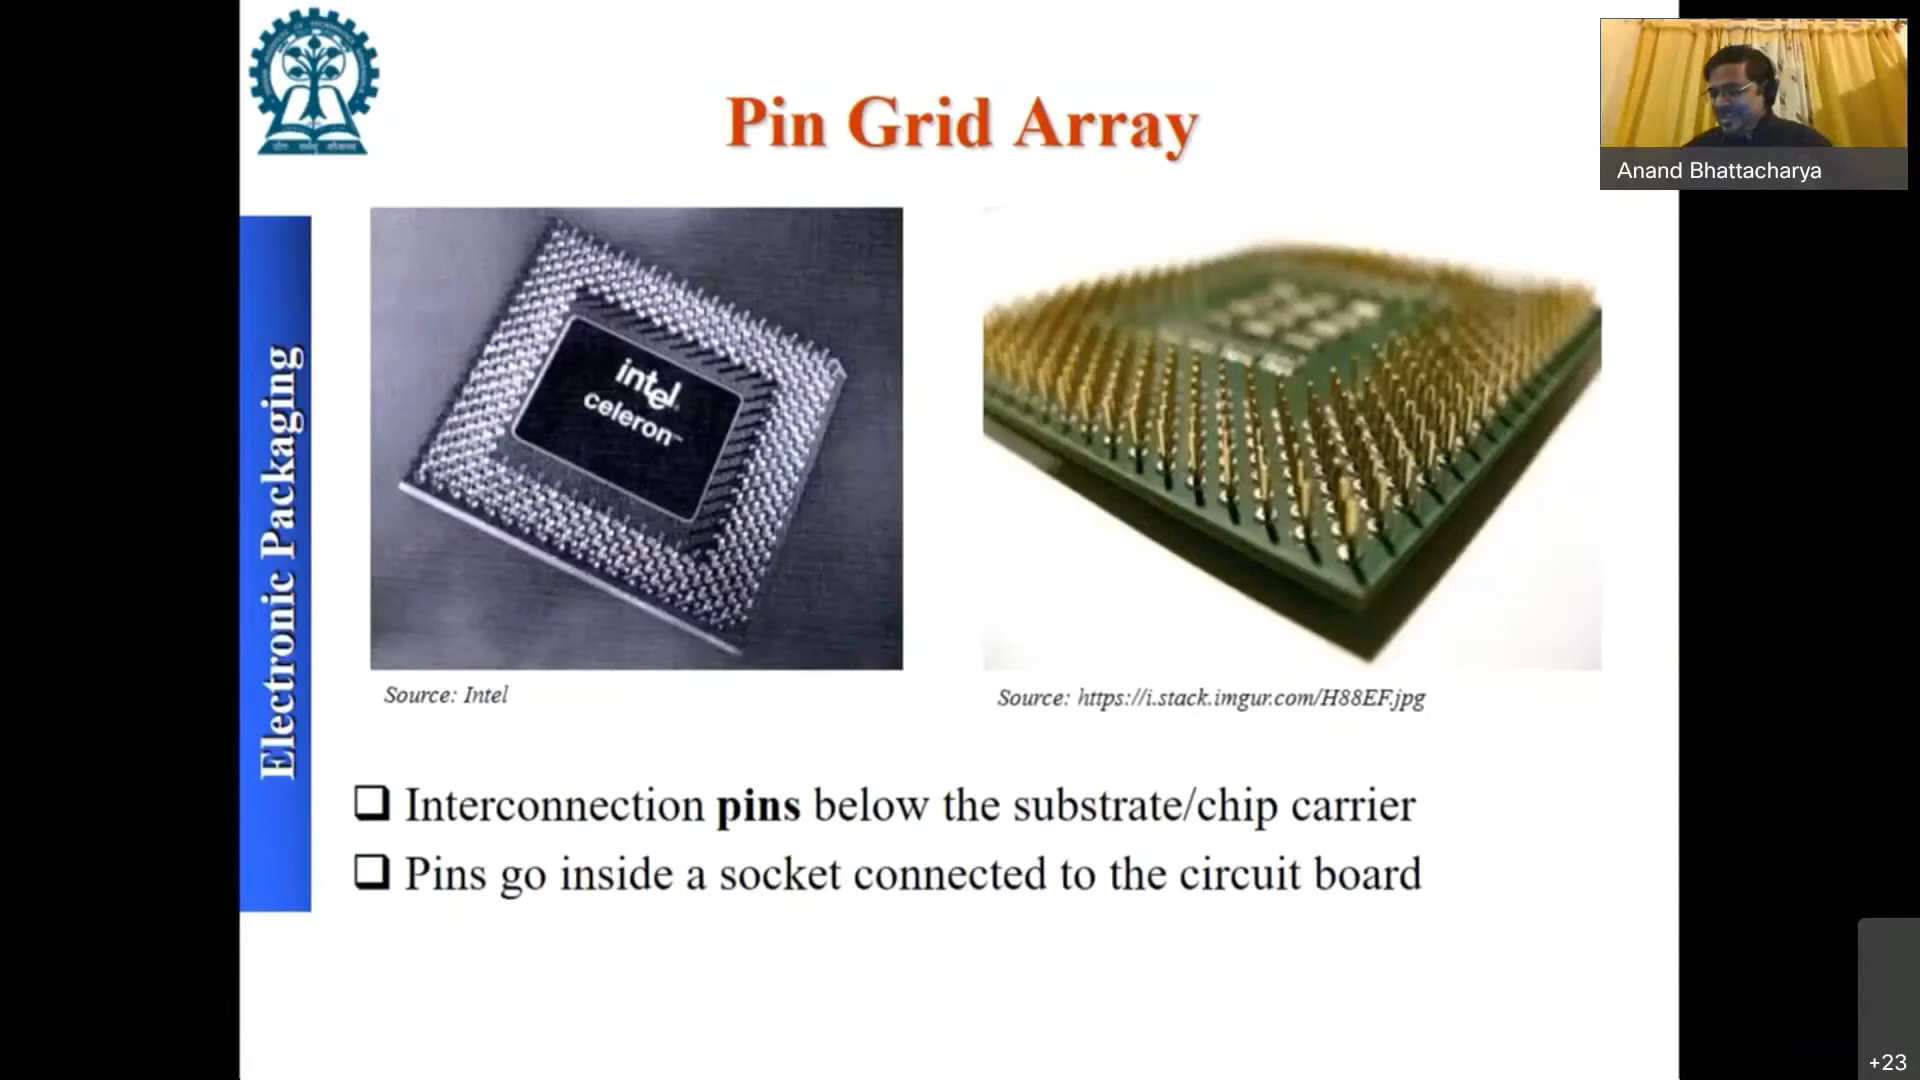 Pin Grid Array
Anand Bhattacharya
Electronic Packaging
intel
celeron™
Source: Intel
Source: https://i.stack.imgur.com/H88EF.jpg
❑ Interconnection pins below the substrate/chip carrier
❑ Pins go inside a socket connected to the circuit board
+23